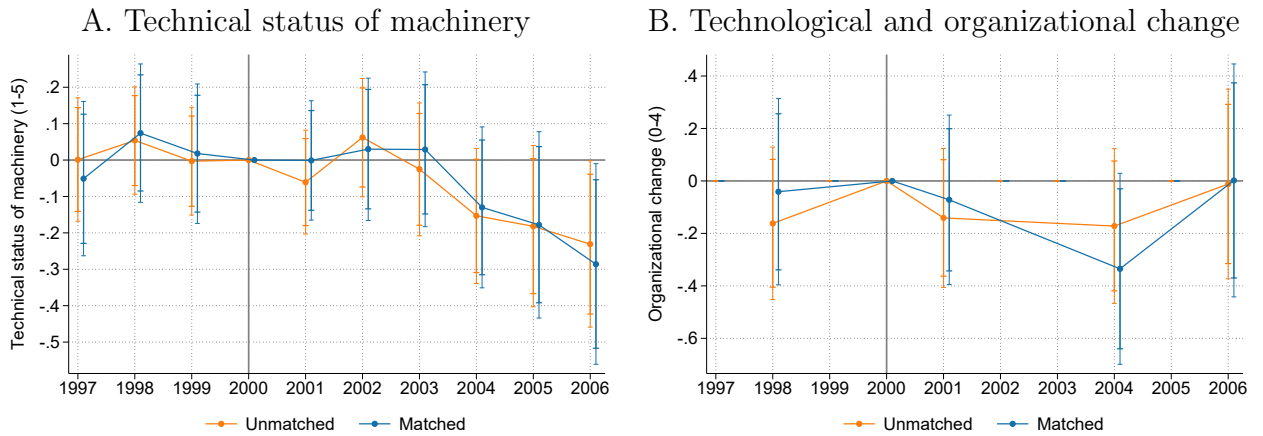 A. Technical status of machinery
Technical status of machinery (1-5)
.2
.1
0
-.1
-.2
-.3
-.4
-.5
1997 1998 1999 2000 2001 2002 2003 2004 2005 2006
Unmatched Matched
B. Technological and organizational change
Organizational change (0-4)
.4
.2
0
-.2
-.4
-.6
1997 1998 1999 2000 2001 2002 2003 2004 2005 2006
Unmatched Matched